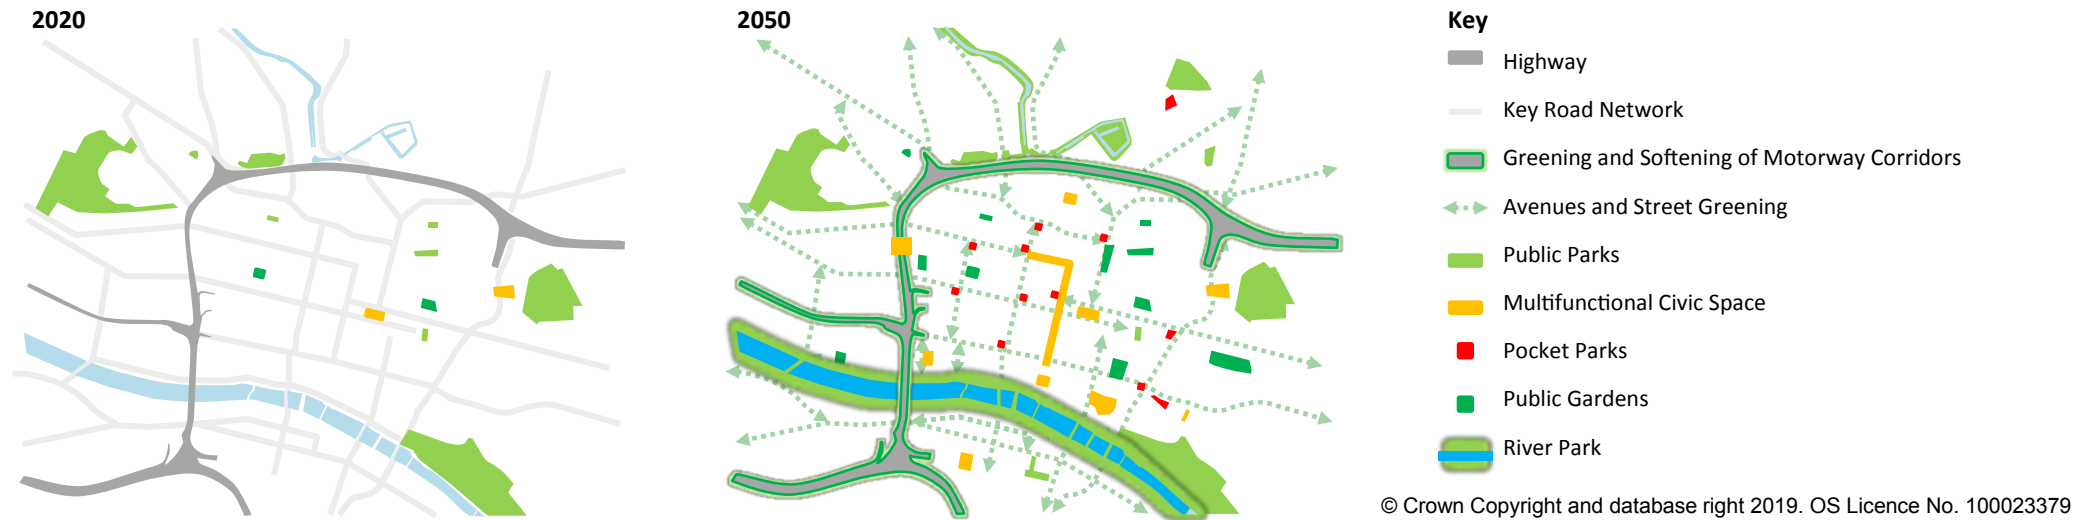 2020
2050
Key
Highway
Key Road Network
Greening and Softening of Motorway Corridors
Avenues and Street Greening
Public Parks
Multifunctional Civic Space
Pocket Parks
Public Gardens
River Park
© Crown Copyright and database right 2019. OS Licence No. 100023379